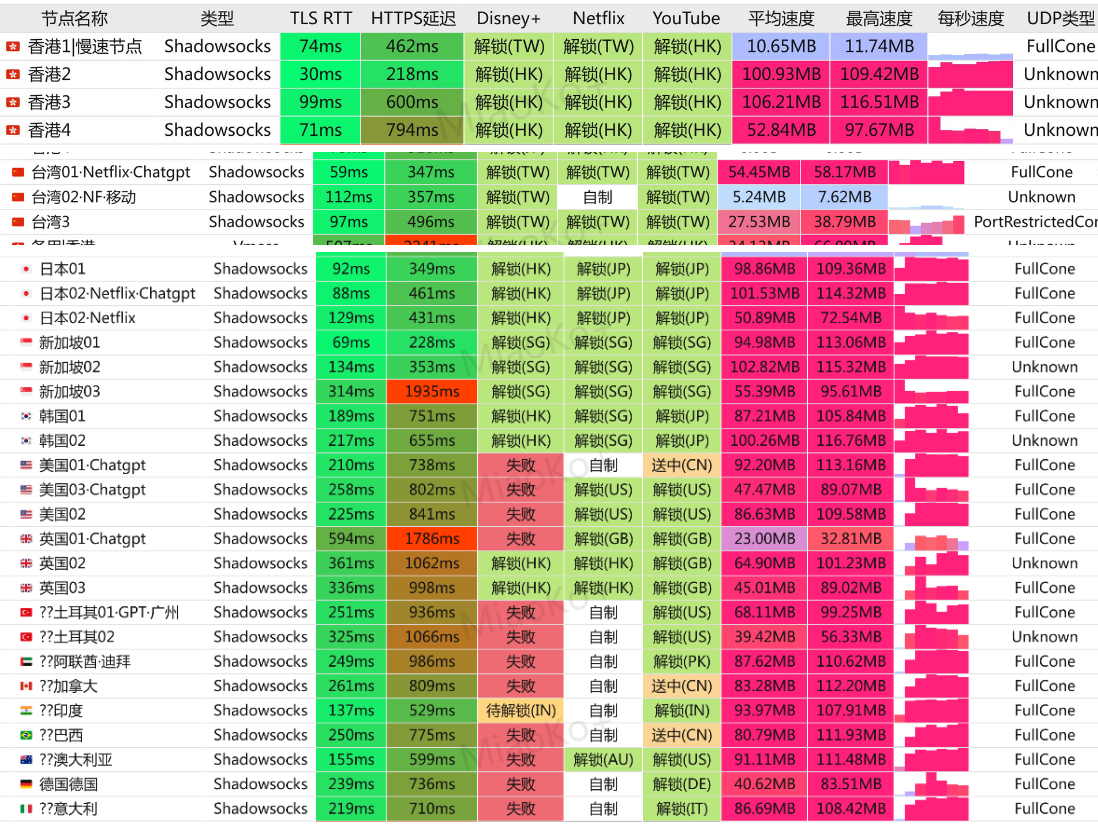 节点名称 类型 TLS RTT HTTPS延迟 Disney+ Netflix YouTube 平均速度 最高速度 每秒速度 UDP类型
香港1|慢速节点 Shadowsocks 74ms 462ms 解锁(TW) 解锁(TW) 解锁(HK) 10.65MB 11.74MB FullCone
香港2 Shadowsocks 30ms 218ms 解锁(HK) 解锁(HK) 解锁(HK) 100.93MB 109.42MB Unknown
香港3 Shadowsocks 99ms 600ms 解锁(HK) 解锁(HK) 解锁(HK) 106.21MB 116.51MB Unknown
香港4 Shadowsocks 71ms 794ms 解锁(HK) 解锁(HK) 解锁(HK) 52.84MB 97.67MB Unknown
台湾01·Netflix·Chatgpt Shadowsocks 59ms 347ms 解锁(TW) 解锁(TW) 解锁(TW) 54.45MB 58.17MB FullCone
台湾02·NF·移动 Shadowsocks 112ms 357ms 解锁(TW) 自制 解锁(TW) 5.24MB 7.62MB Unknown
台湾3 Shadowsocks 97ms 496ms 解锁(TW) 解锁(TW) 解锁(TW) 27.53MB 38.79MB PortRestrictedCon
日本01 Shadowsocks 92ms 349ms 解锁(HK) 解锁(JP) 解锁(JP) 98.86MB 109.36MB FullCone
日本02·Netflix·Chatgpt Shadowsocks 88ms 461ms 解锁(HK) 解锁(JP) 解锁(JP) 101.53MB 114.32MB FullCone
日本02·Netflix Shadowsocks 129ms 431ms 解锁(HK) 解锁(JP) 解锁(JP) 50.89MB 72.54MB FullCone
新加坡01 Shadowsocks 69ms 228ms 解锁(SG) 解锁(SG) 解锁(SG) 94.98MB 113.06MB FullCone
新加坡02 Shadowsocks 134ms 353ms 解锁(SG) 解锁(SG) 解锁(SG) 102.82MB 115.32MB Unknown
新加坡03 Shadowsocks 314ms 1935ms 解锁(SG) 解锁(SG) 解锁(SG) 55.39MB 95.61MB FullCone
韩国01 Shadowsocks 189ms 751ms 解锁(HK) 解锁(SG) 解锁(JP) 87.21MB 105.84MB FullCone
韩国02 Shadowsocks 217ms 655ms 解锁(HK) 解锁(SG) 解锁(JP) 100.26MB 116.76MB Unknown
美国01·Chatgpt Shadowsocks 210ms 738ms 失败 自制 送中(CN) 92.20MB 113.16MB FullCone
美国03·Chatgpt Shadowsocks 258ms 802ms 失败 解锁(US) 解锁(US) 47.47MB 89.07MB FullCone
美国02 Shadowsocks 225ms 841ms 失败 解锁(US) 解锁(US) 86.63MB 109.58MB FullCone
英国01·Chatgpt Shadowsocks 594ms 1786ms 失败 解锁(GB) 解锁(GB) 23.00MB 32.81MB FullCone
英国02 Shadowsocks 361ms 1062ms 解锁(HK) 解锁(HK) 解锁(GB) 64.90MB 101.23MB Unknown
英国03 Shadowsocks 336ms 998ms 解锁(HK) 解锁(HK) 解锁(GB) 45.01MB 89.02MB FullCone
??土耳其01·GPT·广州 Shadowsocks 251ms 936ms 失败 自制 解锁(US) 68.11MB 99.25MB FullCone
??土耳其02 Shadowsocks 325ms 1066ms 失败 自制 解锁(US) 39.42MB 56.33MB Unknown
??阿联酋·迪拜 Shadowsocks 249ms 986ms 失败 自制 解锁(PK) 87.62MB 110.62MB FullCone
??加拿大 Shadowsocks 261ms 809ms 失败 自制 送中(CN) 83.28MB 112.20MB FullCone
??印度 Shadowsocks 137ms 529ms 待解锁(IN) 自制 解锁(IN) 93.97MB 107.91MB FullCone
??巴西 Shadowsocks 250ms 775ms 失败 自制 送中(CN) 80.79MB 111.93MB FullCone
??澳大利亚 Shadowsocks 155ms 599ms 失败 解锁(AU) 解锁(US) 91.11MB 111.48MB FullCone
德国德国 Shadowsocks 239ms 736ms 失败 自制 解锁(DE) 40.62MB 83.51MB FullCone
??意大利 Shadowsocks 219ms 710ms 失败 自制 解锁(IT) 86.69MB 108.42MB FullCone